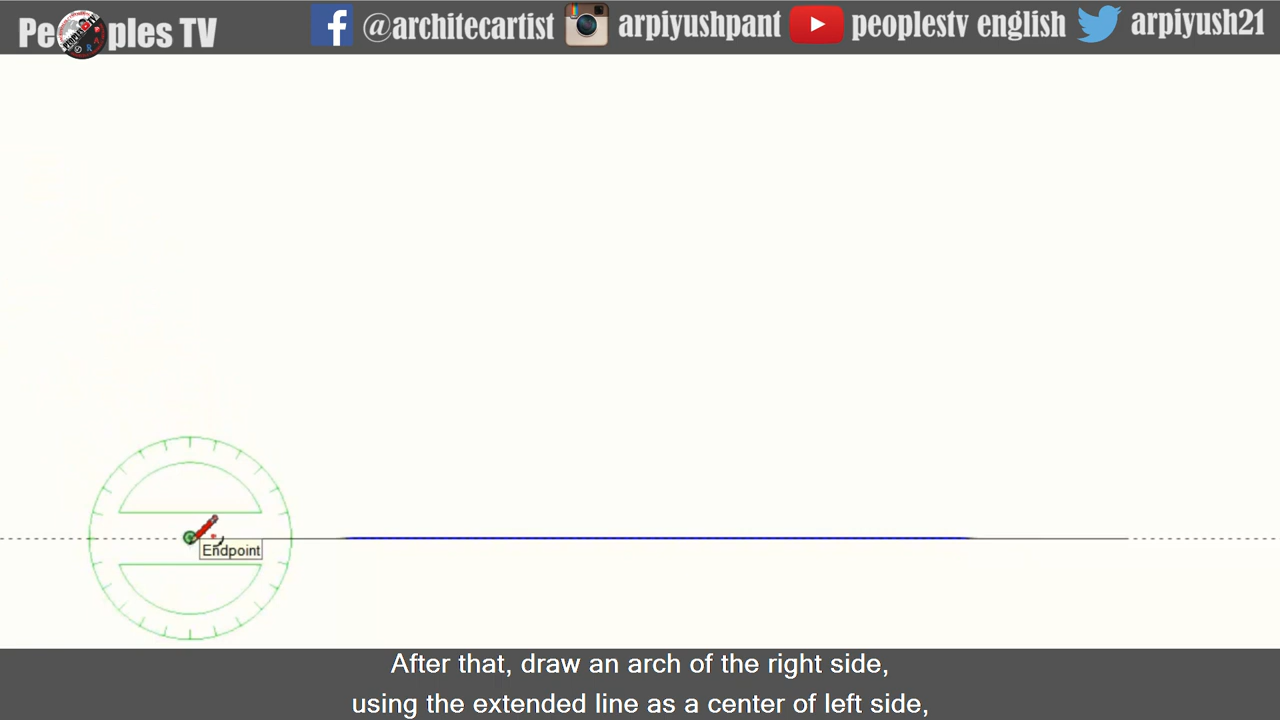 Peoples TV
@architecartist
arpiyushpant
peoplestv english
arpiyush21
Endpoint
After that, draw an arch of the right side,
using the extended line as a center of left side,